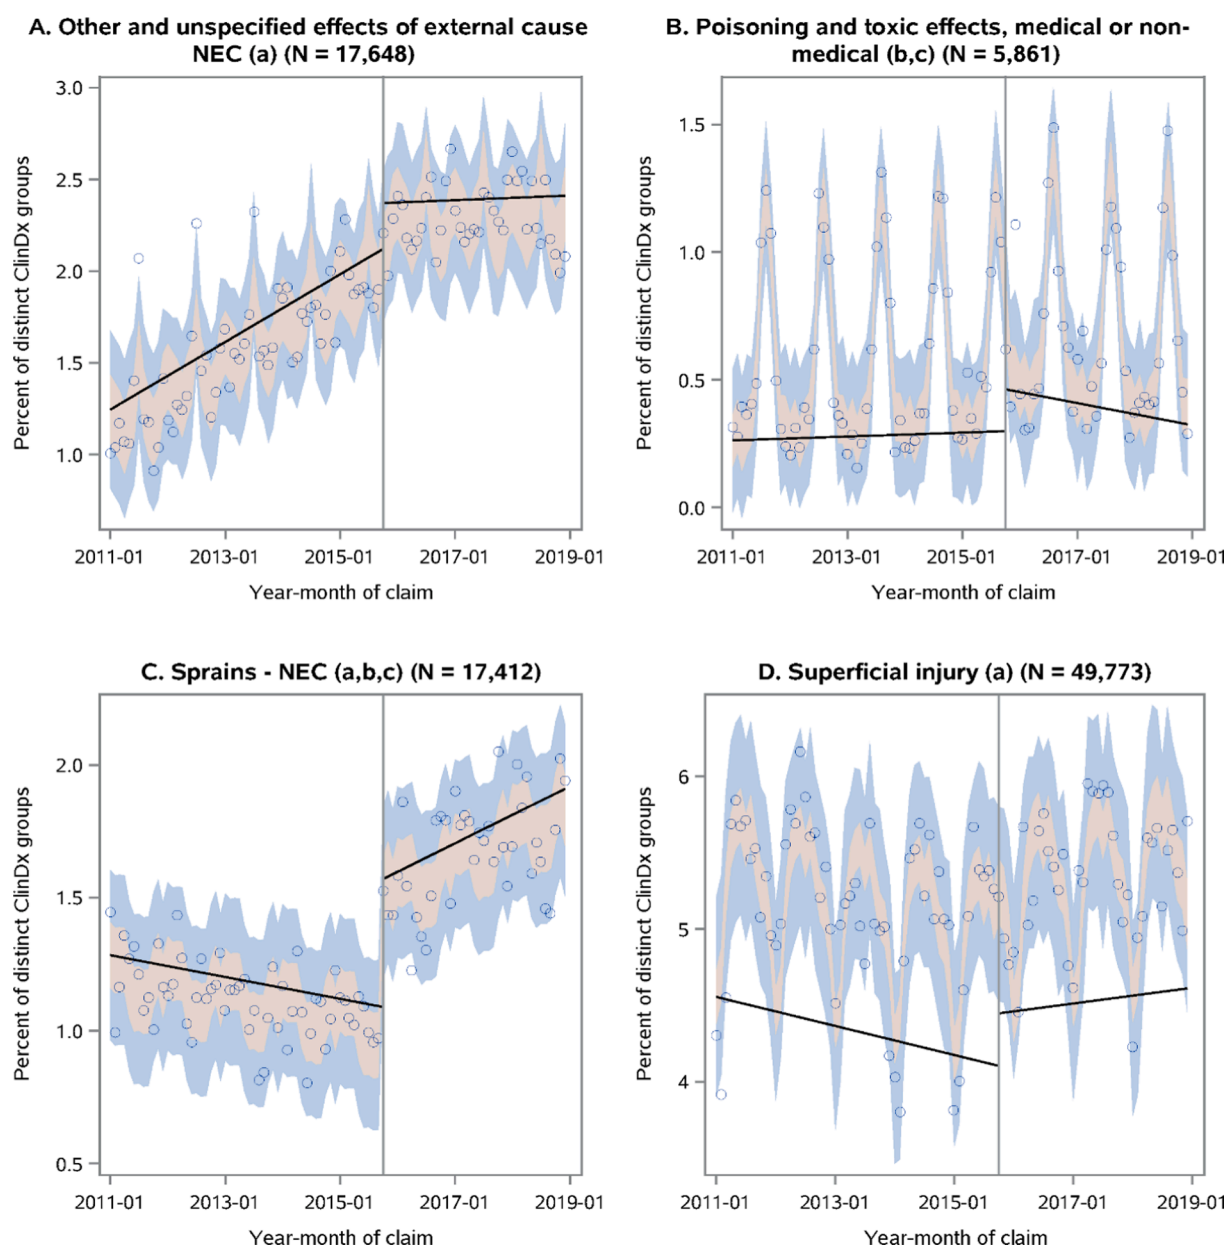 A. Other and unspecified effects of external cause
NEC (a) (N = 17,648)
Percent of distinct ClinDx groups
3.0
2.5
2.0
1.5
1.0
2011-01 2013-01 2015-01 2017-01 2019-01
Year-month of claim
B. Poisoning and toxic effects, medical or non-
medical (b,c) (N = 5,861)
Percent of distinct ClinDx groups
1.5
1.0
0.5
0.0
2011-01 2013-01 2015-01 2017-01 2019-01
Year-month of claim
C. Sprains - NEC (a,b,c) (N = 17,412)
Percent of distinct ClinDx groups
2.0
1.5
1.0
0.5
2011-01 2013-01 2015-01 2017-01 2019-01
Year-month of claim
D. Superficial injury (a) (N = 49,773)
Percent of distinct ClinDx groups
6
5
4
2011-01 2013-01 2015-01 2017-01 2019-01
Year-month of claim